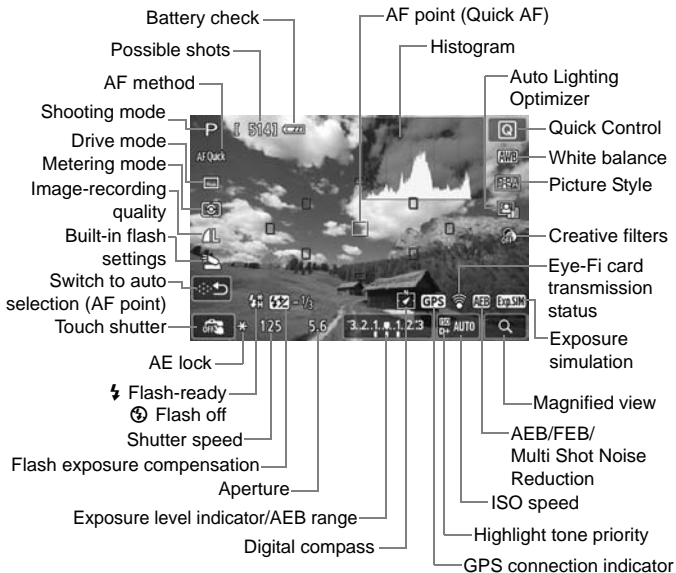 Battery check
Possible shots
AF method
Shooting mode
Drive mode
Metering mode
Image-recording
quality
Built-in flash
settings
Switch to auto
selection (AF point)
Touch shutter
AE lock
Flash-ready
Flash off
Shutter speed
Flash exposure compensation
Aperture
Exposure level indicator/AEB range
Digital compass
AF point (Quick AF)
Histogram
Auto Lighting
Optimizer
Quick Control
White balance
Picture Style
Creative filters
Eye-Fi card
transmission
status
Exposure
simulation
Magnified view
AEB/FEB/
Multi Shot Noise
Reduction
ISO speed
Highlight tone priority
GPS connection indicator
P [ 514]
AF Quick
L
OFF
-1/3
* 125 5.6
3..2..1..0..1..2..3
GPS AEB Exp.SIM
ISO D+ AUTO
Q
AWB